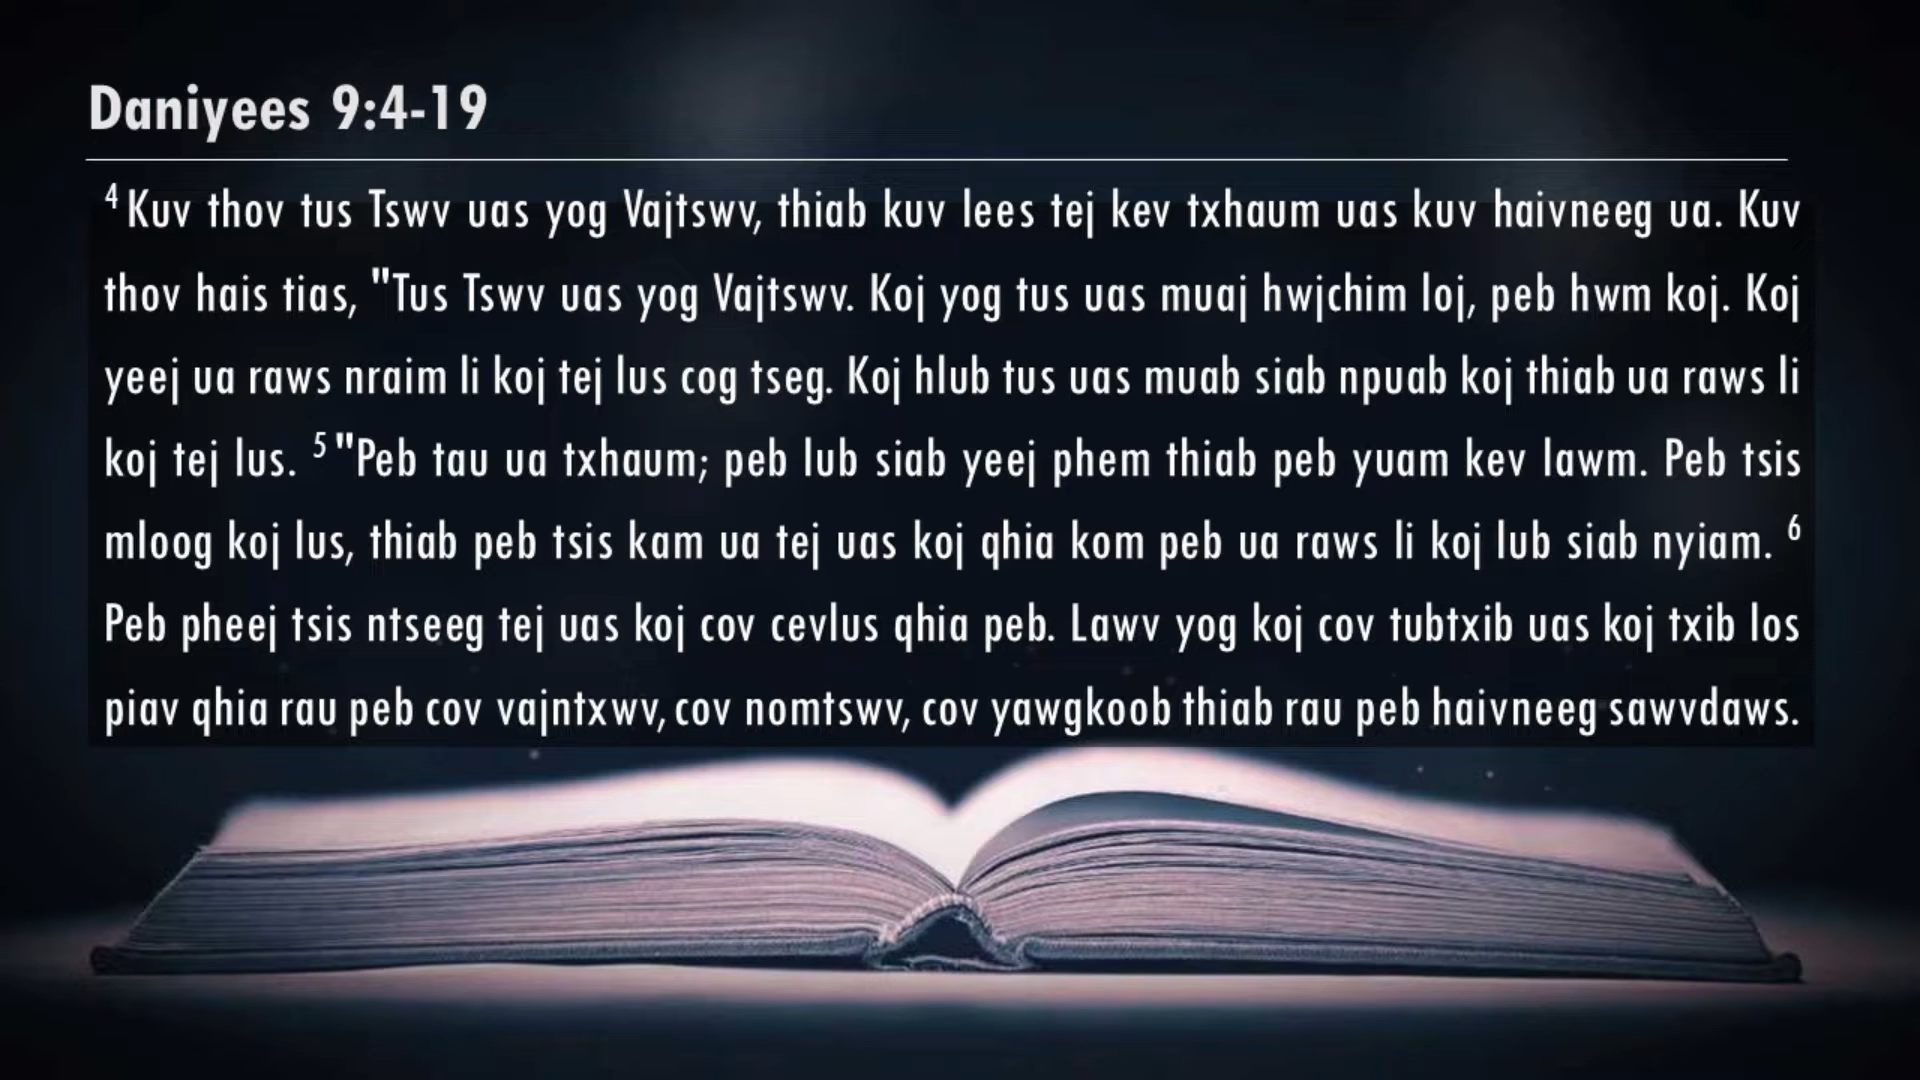 Daniyees 9:4-19
4 Kuv thov tus Tswv uas yog Vajtswv, thiab kuv lees tej kev txhaum uas kuv haivneeg ua. Kuv
thov hais tias, "Tus Tswv uas yog Vajtswv. Koj yog tus uas muaj hwjchim loj, peb hwm koj. Koj
yeej ua raws nraim li koj tej lus cog tseg. Koj hlub tus uas muab siab npuab koj thiab ua raws li
koj tej lus. 5 "Peb tau ua txhaum; peb lub siab yeej phem thiab peb yuam kev lawm. Peb tsis
mloog koj lus, thiab peb tsis kam ua tej uas koj qhia kom peb ua raws li koj lub siab nyiam. 6
Peb pheej tsis ntseeg tej uas koj cov cevlus qhia peb. Lawv yog koj cov tubtxib uas koj txib los
piav qhia rau peb cov vajntxwv, cov nomtswv, cov yawgkoob thiab rau peb haivneeg sawvdaws.